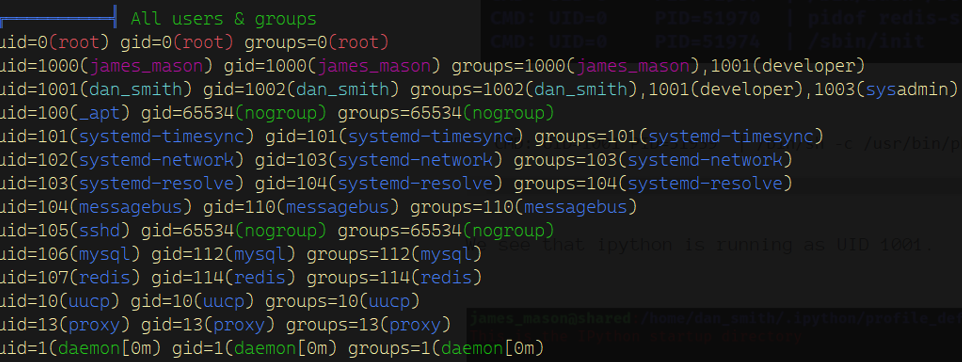 All users & groups
uid=0(root) gid=0(root) groups=0(root)
uid=1000(james_mason) gid=1000(james_mason) groups=1000(james_mason),1001(developer)
uid=1001(dan_smith) gid=1002(dan_smith) groups=1002(dan_smith),1001(developer),1003(sysadmin)
uid=100(_apt) gid=65534(nogroup) groups=65534(nogroup)
uid=101(systemd-timesync) gid=101(systemd-timesync) groups=101(systemd-timesync)
uid=102(systemd-network) gid=103(systemd-network) groups=103(systemd-network)
uid=103(systemd-resolve) gid=104(systemd-resolve) groups=104(systemd-resolve)
uid=104(messagebus) gid=110(messagebus) groups=110(messagebus)
uid=105(sshd) gid=65534(nogroup) groups=65534(nogroup)
uid=106(mysql) gid=112(mysql) groups=112(mysql)
uid=107(redis) gid=114(redis) groups=114(redis)
uid=10(uucp) gid=10(uucp) groups=10(uucp)
uid=13(proxy) gid=13(proxy) groups=13(proxy)
uid=1(daemon[0m) gid=1(daemon[0m) groups=1(daemon[0m)
CMD: UID=0 PID=51970 | pidof redis-s
CMD: UID=0 PID=51974 | /sbin/init
-c /usr/bin/p
see that ipython is running as UID 1001.
james_mason@shared /home/dan_smith/.ipython/profile_de